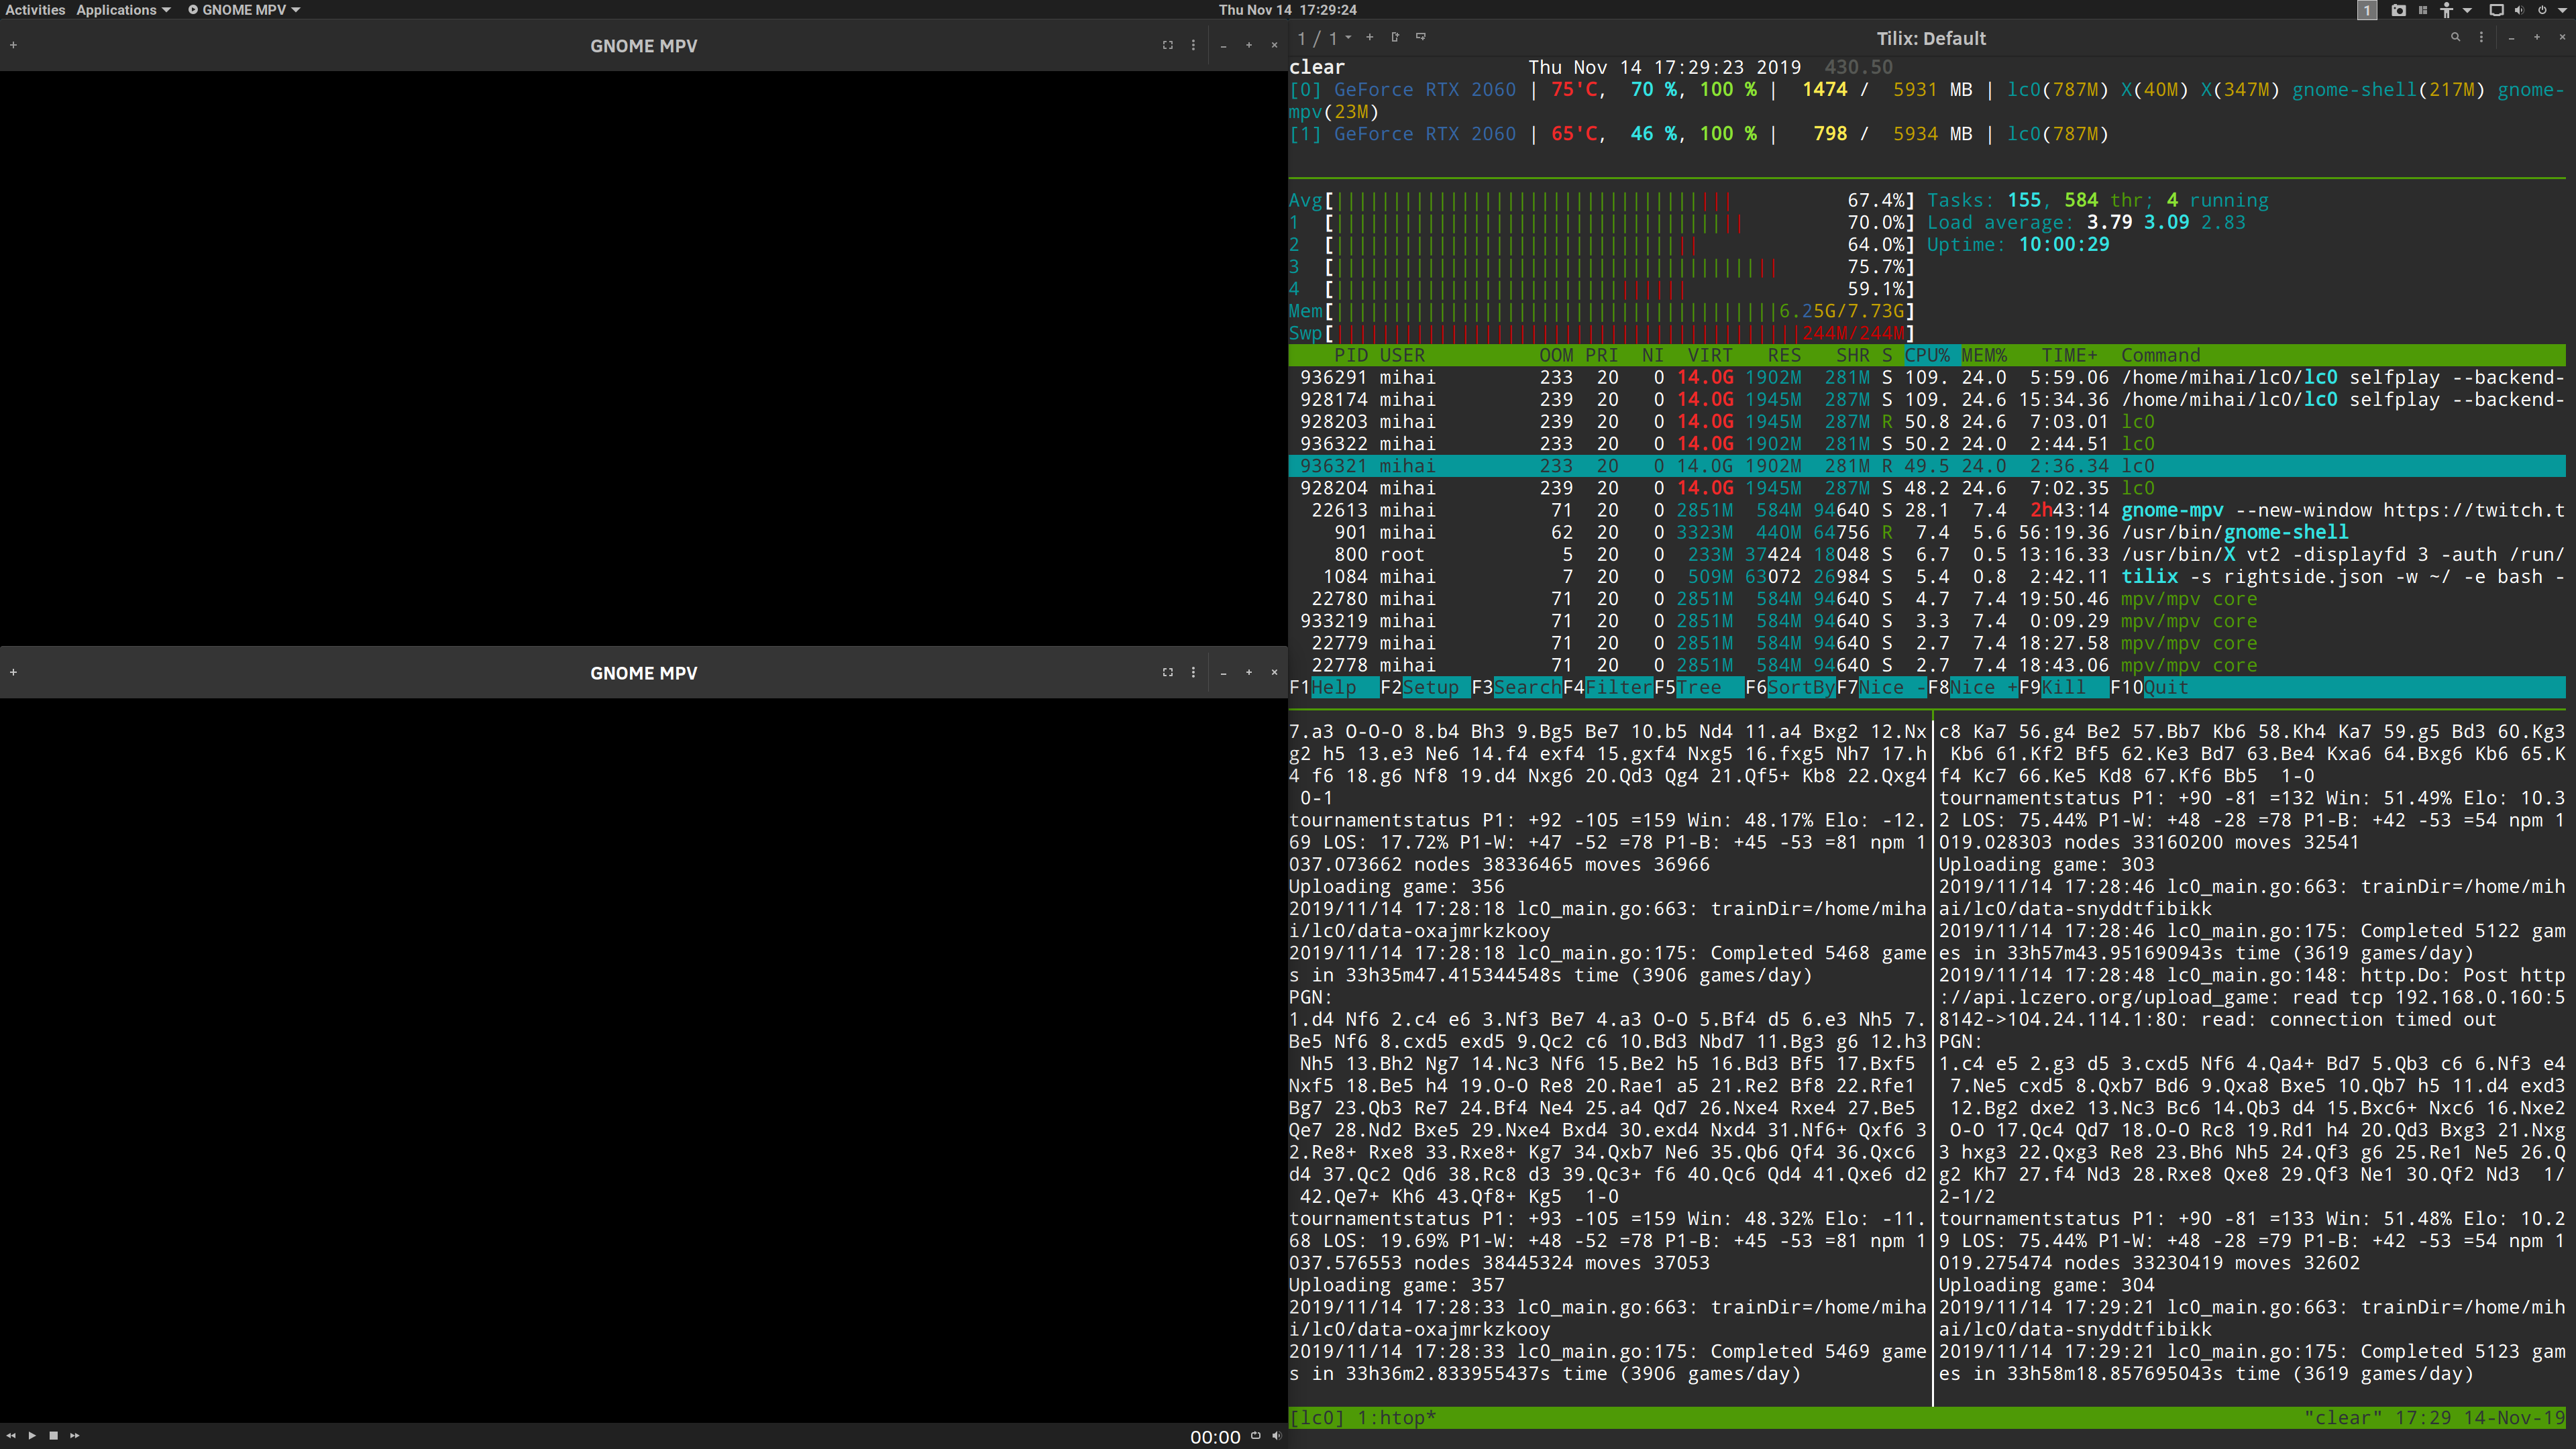 Activities Applications GNOME MPV Thu Nov 14 17:29:24 1
GNOME MPV
GNOME MPV
00:00
1 / 1 Tilix: Default
clear Thu Nov 14 17:29:23 2019 430.50
[0] GeForce RTX 2060 | 75'C, 70 %, 100 % | 1474 / 5931 MB | lc0(787M) X(40M) X(347M) gnome-shell(217M) gnome-
mpv(23M)
[1] GeForce RTX 2060 | 65'C, 46 %, 100 % | 798 / 5934 MB | lc0(787M)
Avg[ 67.4%] Tasks: 155, 584 thr; 4 running
1 [ 70.0%] Load average: 3.79 3.09 2.83
2 [ 64.0%] Uptime: 10:00:29
3 [ 75.7%]
4 [ 59.1%]
Mem[ 6.25G/7.73G]
Swp[ 244M/244M]
PID USER OOM PRI NI VIRT RES SHR S CPU% MEM% TIME+ Command
936291 mihai 233 20 0 14.0G 1902M 281M S 109. 24.0 5:59.06 /home/mihai/lc0/lc0 selfplay --backend-
928174 mihai 239 20 0 14.0G 1945M 287M S 109. 24.6 15:34.36 /home/mihai/lc0/lc0 selfplay --backend-
928203 mihai 239 20 0 14.0G 1945M 287M R 50.8 24.6 7:03.01 lc0
936322 mihai 233 20 0 14.0G 1902M 281M S 50.2 24.0 2:44.51 lc0
936321 mihai 233 20 0 14.0G 1902M 281M R 49.5 24.0 2:36.34 lc0
928204 mihai 239 20 0 14.0G 1945M 287M S 48.2 24.6 7:02.35 lc0
22613 mihai 71 20 0 2851M 584M 94640 S 28.1 7.4 2h43:14 gnome-mpv --new-window https://twitch.t
901 mihai 62 20 0 3323M 440M 64756 R 7.4 5.6 56:19.36 /usr/bin/gnome-shell
800 root 5 20 0 233M 37424 18048 S 6.7 0.5 13:16.33 /usr/bin/X vt2 -displayfd 3 -auth /run/
1084 mihai 7 20 0 509M 63072 26984 S 5.4 0.8 2:42.11 tilix -s rightside.json -w ~/ -e bash -
22780 mihai 71 20 0 2851M 584M 94640 S 4.7 7.4 19:50.46 mpv/mpv core
933219 mihai 71 20 0 2851M 584M 94640 S 3.3 7.4 0:09.29 mpv/mpv core
22779 mihai 71 20 0 2851M 584M 94640 S 2.7 7.4 18:27.58 mpv/mpv core
22778 mihai 71 20 0 2851M 584M 94640 S 2.7 7.4 18:43.06 mpv/mpv core
F1Help F2Setup F3SearchF4FilterF5Tree F6SortByF7Nice -F8Nice +F9Kill F10Quit
7.a3 O-O-O 8.b4 Bh3 9.Bg5 Be7 10.b5 Nd4 11.a4 Bxg2 12.Nx
g2 h5 13.e3 Ne6 14.f4 exf4 15.gxf4 Nxg5 16.fxg5 Nh7 17.h
4 f6 18.g6 Nf8 19.d4 Nxg6 20.Qd3 Qg4 21.Qf5+ Kb8 22.Qxg4
0-1
tournamentstatus P1: +92 -105 =159 Win: 48.17% Elo: -12.
69 LOS: 17.72% P1-W: +47 -52 =78 P1-B: +45 -53 =81 npm 1
037.073662 nodes 38336465 moves 36966
Uploading game: 356
2019/11/14 17:28:18 lc0_main.go:663: trainDir=/home/miha
i/lc0/data-oxajmrkzkooy
2019/11/14 17:28:18 lc0_main.go:175: Completed 5468 game
s in 33h35m47.415344548s time (3906 games/day)
PGN:
1.d4 Nf6 2.c4 e6 3.Nf3 Be7 4.a3 O-O 5.Bf4 d5 6.e3 Nh5 7.
Be5 Nf6 8.cxd5 exd5 9.Qc2 c6 10.Bd3 Nbd7 11.Bg3 g6 12.h3
Nh5 13.Bh2 Ng7 14.Nc3 Nf6 15.Be2 h5 16.Bd3 Bf5 17.Bxf5
Nxf5 18.Be5 h4 19.O-O Re8 20.Rae1 a5 21.Re2 Bf8 22.Rfe1
Bg7 23.Qb3 Re7 24.Bf4 Ne4 25.a4 Qd7 26.Nxe4 Rxe4 27.Be5
Qe7 28.Nd2 Bxe5 29.Nxe4 Bxd4 30.exd4 Nxd4 31.Nf6+ Qxf6 3
2.Re8+ Rxe8 33.Rxe8+ Kg7 34.Qxb7 Ne6 35.Qb6 Qf4 36.Qxc6
d4 37.Qc2 Qd6 38.Rc8 d3 39.Qc3+ f6 40.Qc6 Qd4 41.Qxe6 d2
42.Qe7+ Kh6 43.Qf8+ Kg5 1-0
tournamentstatus P1: +93 -105 =159 Win: 48.32% Elo: -11.
68 LOS: 19.69% P1-W: +48 -52 =78 P1-B: +45 -53 =81 npm 1
037.576553 nodes 38445324 moves 37053
Uploading game: 357
2019/11/14 17:28:33 lc0_main.go:663: trainDir=/home/miha
i/lc0/data-oxajmrkzkooy
2019/11/14 17:28:33 lc0_main.go:175: Completed 5469 game
s in 33h36m2.833955437s time (3906 games/day)
c8 Ka7 56.g4 Be2 57.Bb7 Kb6 58.Kh4 Ka7 59.g5 Bd3 60.Kg3
Kb6 61.Kf2 Bf5 62.Ke3 Bd7 63.Be4 Kxa6 64.Bxg6 Kb6 65.K
f4 Kc7 66.Ke5 Kd8 67.Kf6 Bb5 1-0
tournamentstatus P1: +90 -81 =132 Win: 51.49% Elo: 10.3
2 LOS: 75.44% P1-W: +48 -28 =78 P1-B: +42 -53 =54 npm 1
019.028303 nodes 33160200 moves 32541
Uploading game: 303
2019/11/14 17:28:46 lc0_main.go:663: trainDir=/home/mih
ai/lc0/data-snyddtfibikk
2019/11/14 17:28:46 lc0_main.go:175: Completed 5122 gam
es in 33h57m43.951690943s time (3619 games/day)
2019/11/14 17:28:48 lc0_main.go:148: http.Do: Post http
://api.lczero.org/upload_game: read tcp 192.168.0.160:5
8142->104.24.114.1:80: read: connection timed out
PGN:
1.c4 e5 2.g3 d5 3.cxd5 Nf6 4.Qa4+ Bd7 5.Qb3 c6 6.Nf3 e4
7.Ne5 cxd5 8.Qxb7 Bd6 9.Qxa8 Bxe5 10.Qb7 h5 11.d4 exd3
12.Bg2 dxe2 13.Nc3 Bc6 14.Qb3 d4 15.Bxc6+ Nxc6 16.Nxe2
O-O 17.Qc4 Qd7 18.O-O Rc8 19.Rd1 h4 20.Qd3 Bxg3 21.Nxg
3 hxg3 22.Qxg3 Re8 23.Bh6 Nh5 24.Qf3 g6 25.Re1 Ne5 26.Q
g2 Kh7 27.f4 Nd3 28.Rxe8 Qxe8 29.Qf3 Ne1 30.Qf2 Nd3 1/
2-1/2
tournamentstatus P1: +90 -81 =133 Win: 51.48% Elo: 10.2
9 LOS: 75.44% P1-W: +48 -28 =79 P1-B: +42 -53 =54 npm 1
019.275474 nodes 33230419 moves 32602
Uploading game: 304
2019/11/14 17:29:21 lc0_main.go:663: trainDir=/home/mih
ai/lc0/data-snyddtfibikk
2019/11/14 17:29:21 lc0_main.go:175: Completed 5123 gam
es in 33h58m18.857695043s time (3619 games/day)
[lc0] 1:htop* "clear" 17:29 14-Nov-19